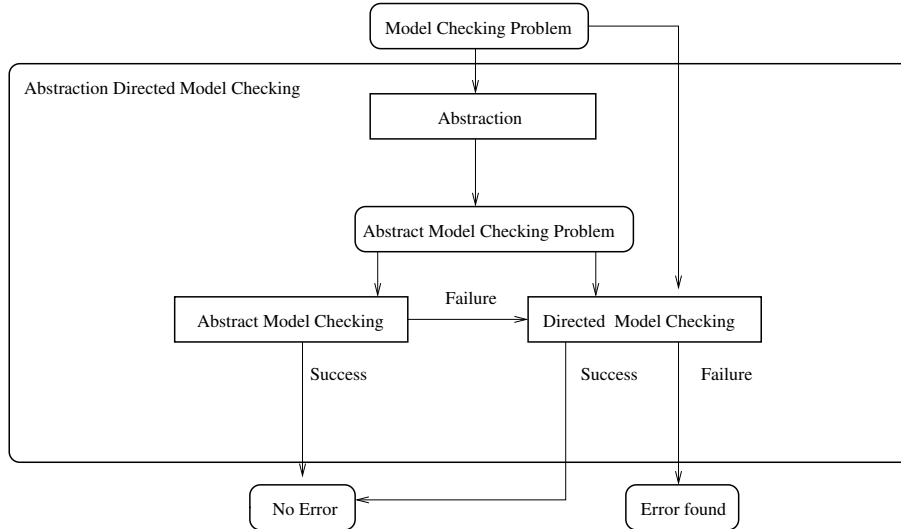 Model Checking Problem
Abstraction Directed Model Checking
Abstraction
Abstract Model Checking Problem
Failure
Abstract Model Checking
Directed Model Checking
Success
Success
Failure
No Error
Error found